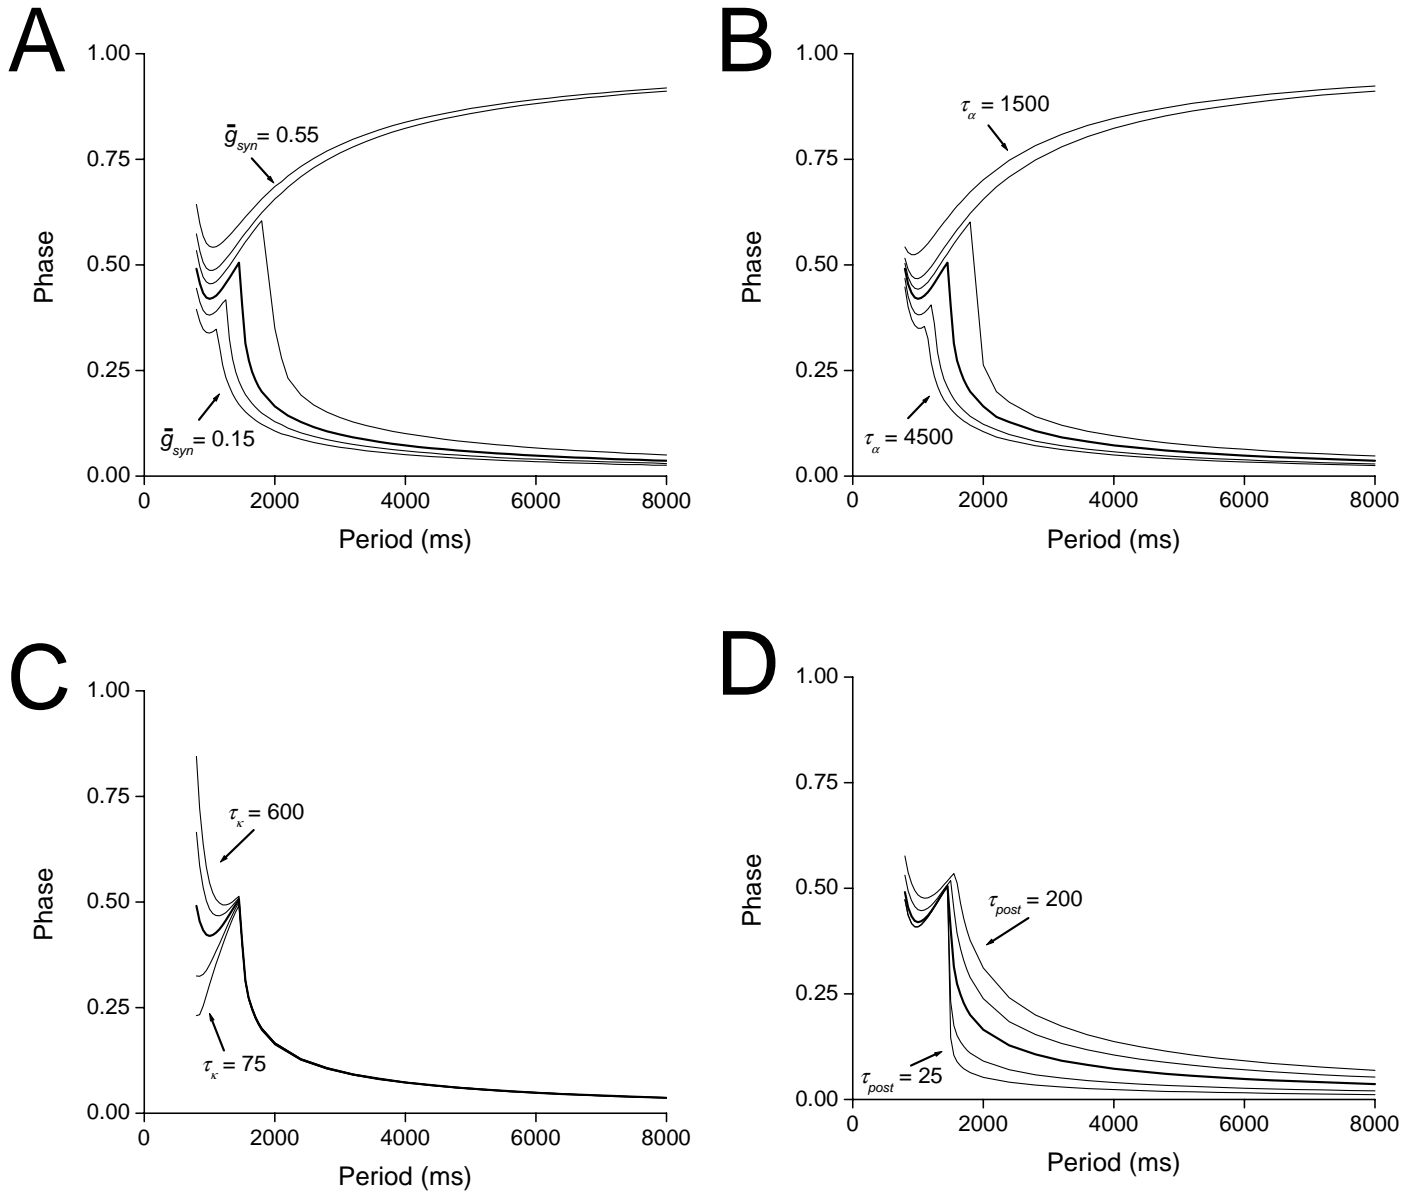 A
1.00
0.75
0.50
0.25
0.00
Phase
ḡsyn= 0.55
ḡsyn= 0.15
0 2000 4000 6000 8000
Period (ms)
B
1.00
0.75
0.50
0.25
0.00
Phase
τα = 1500
τα = 4500
0 2000 4000 6000 8000
Period (ms)
C
1.00
0.75
0.50
0.25
0.00
Phase
τκ = 600
τκ = 75
0 2000 4000 6000 8000
Period (ms)
D
1.00
0.75
0.50
0.25
0.00
Phase
τpost = 200
τpost = 25
0 2000 4000 6000 8000
Period (ms)